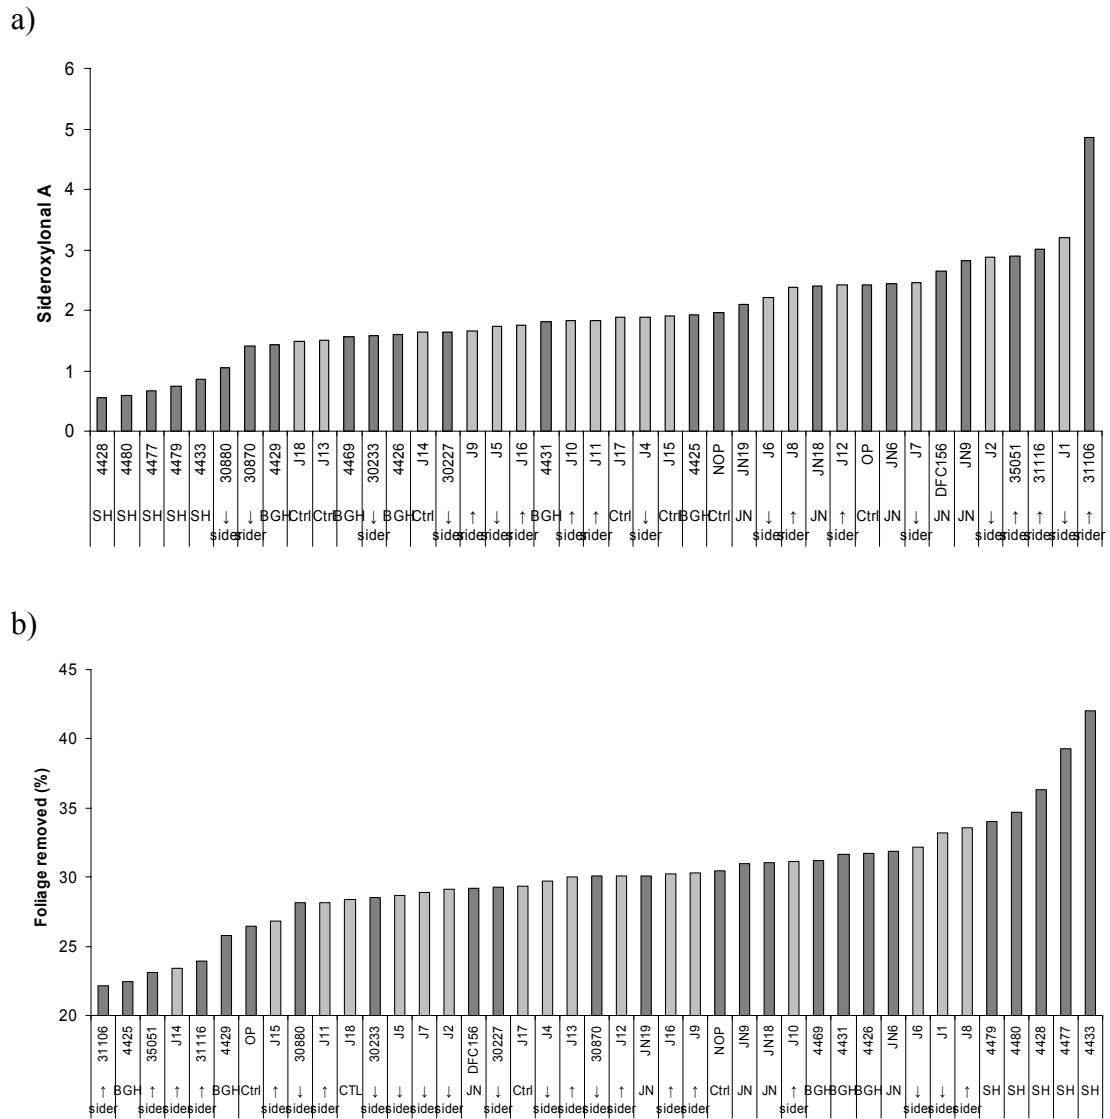 a)
Sideroxylonal A
6
5
4
3
2
1
0
4428 4480 4477 4479 4433 30880 30870 4429 J18 J13 4469 30233 4426 J14 30227 J9 J5 J16 4431 J10 J11 J17 J4 J15 4425 NOP JN19 J6 J8 JN18 J12 OP JN6 J7 DFC156 JN9 J2 35051 31116 J1 31106
SH SH SH SH SH ↓ ↓ BGH Ctrl Ctrl BGH ↓ BGH Ctrl ↓ ↑ ↓ ↑ BGH ↑ ↑ Ctrl ↓ Ctrl BGH Ctrl JN ↓ ↑ JN ↑ Ctrl JN ↓ JN JN ↓ ↑ ↑ ↓ ↑
sider sider sider sider sider sider sider sider sider sider sider sider sider sider sider sider sider sider sider
b)
Foliage removed (%)
45
40
35
30
25
20
31106 4425 35051 J14 31116 4429 OP J15 30880 J11 J18 30233 J5 J7 J2 DFC156 30227 J17 J4 J13 30870 J12 JN19 J16 J9 NOP JN9 JN18 J10 4469 4431 4426 JN6 J6 J1 J8 4479 4480 4428 4477 4433
↑ BGH ↑ ↑ ↑ BGH Ctrl ↑ ↓ ↑ CTL ↓ ↓ ↓ ↓ JN ↓ Ctrl ↓ ↑ ↓ ↑ JN ↑ ↑ Ctrl JN JN ↑ BGH BGH BGH JN ↓ ↓ ↑ SH SH SH SH SH
sider sider sider sider sider sider sider sider sider sider sider sider sider sider sider sider sider sider sider sider sider sider